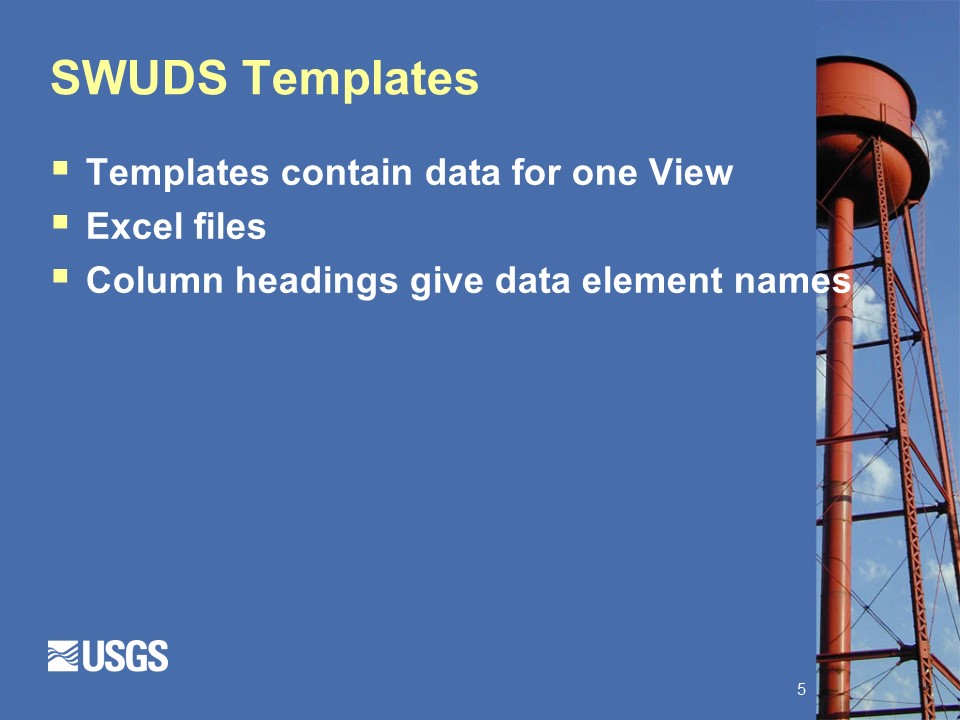 SWUDS Templates
Templates contain data for one View
Excel files
Column headings give data element names
USGS
5